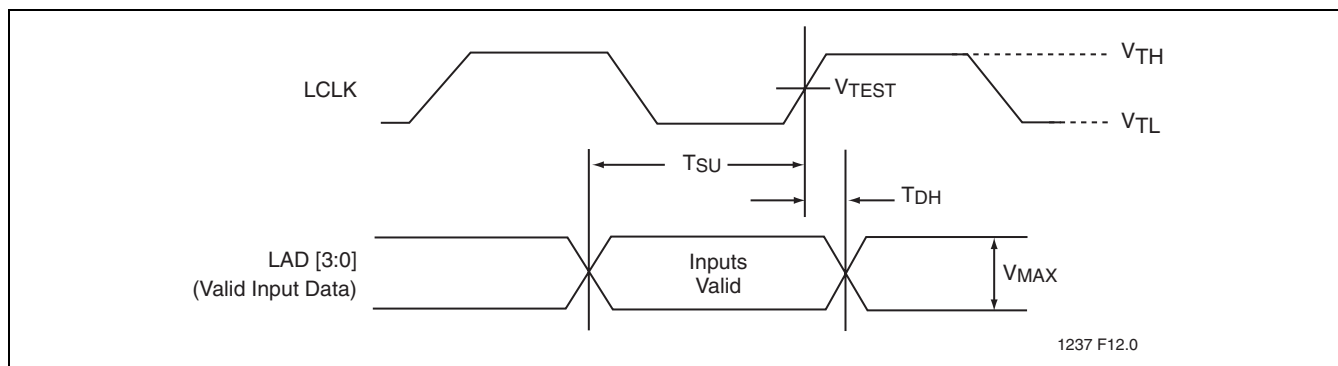 LCLK
VTH
VTEST
VTL
TSU
TDH
LAD [3:0]
(Valid Input Data)
Inputs
Valid
VMAX
1237 F12.0